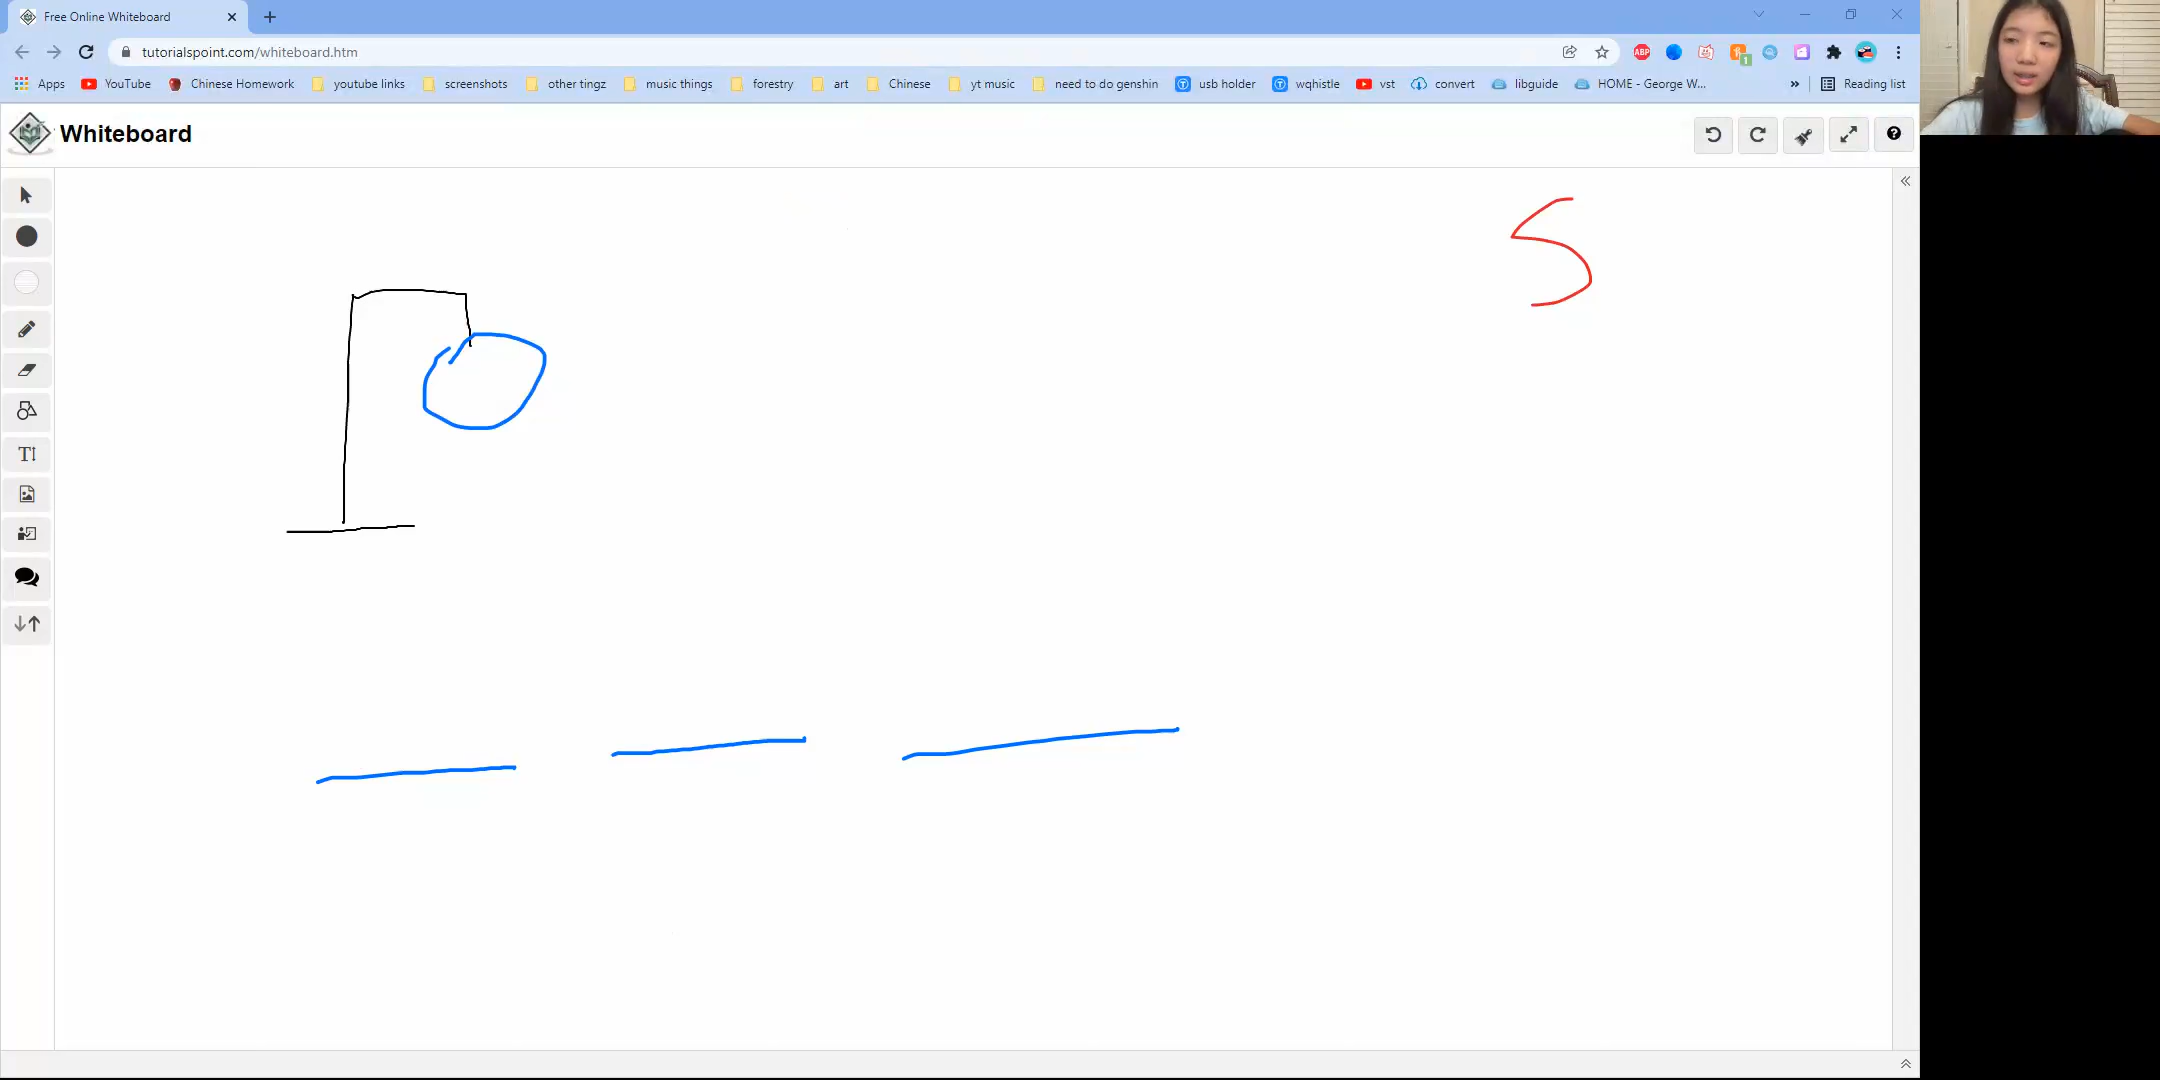 Free Online Whiteboard
tutorialspoint.com/whiteboard.htm
ABP
1
Apps YouTube Chinese Homework youtube links screenshots other tingz music things forestry art Chinese yt music need to do genshin usb holder wqhistle vst convert libguide HOME - George W... » Reading list
Whiteboard
S
T